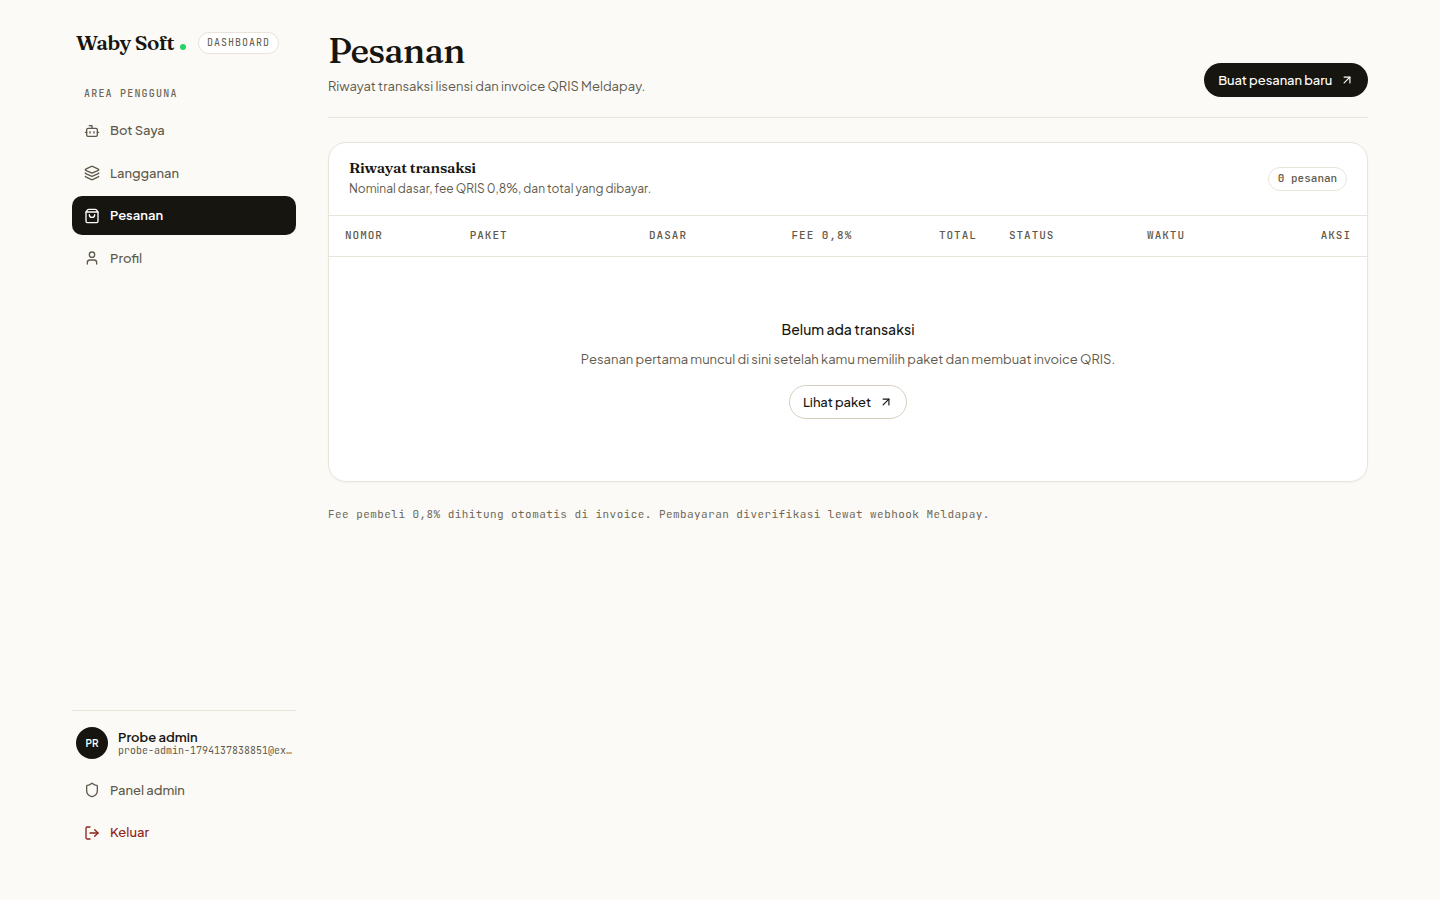 Waby Soft
DASHBOARD
AREA PENGGUNA
Bot Saya
Langganan
Pesanan
Profil
PR
Probe admin
probe-admin-1794137838851@ex…
Panel admin
Keluar
Pesanan
Riwayat transaksi lisensi dan invoice QRIS Meldapay.
Buat pesanan baru
Riwayat transaksi
Nominal dasar, fee QRIS 0,8%, dan total yang dibayar.
0 pesanan
NOMOR PAKET DASAR FEE 0,8% TOTAL STATUS WAKTU AKSI
Belum ada transaksi
Pesanan pertama muncul di sini setelah kamu memilih paket dan membuat invoice QRIS.
Lihat paket
Fee pembeli 0,8% dihitung otomatis di invoice. Pembayaran diverifikasi lewat webhook Meldapay.